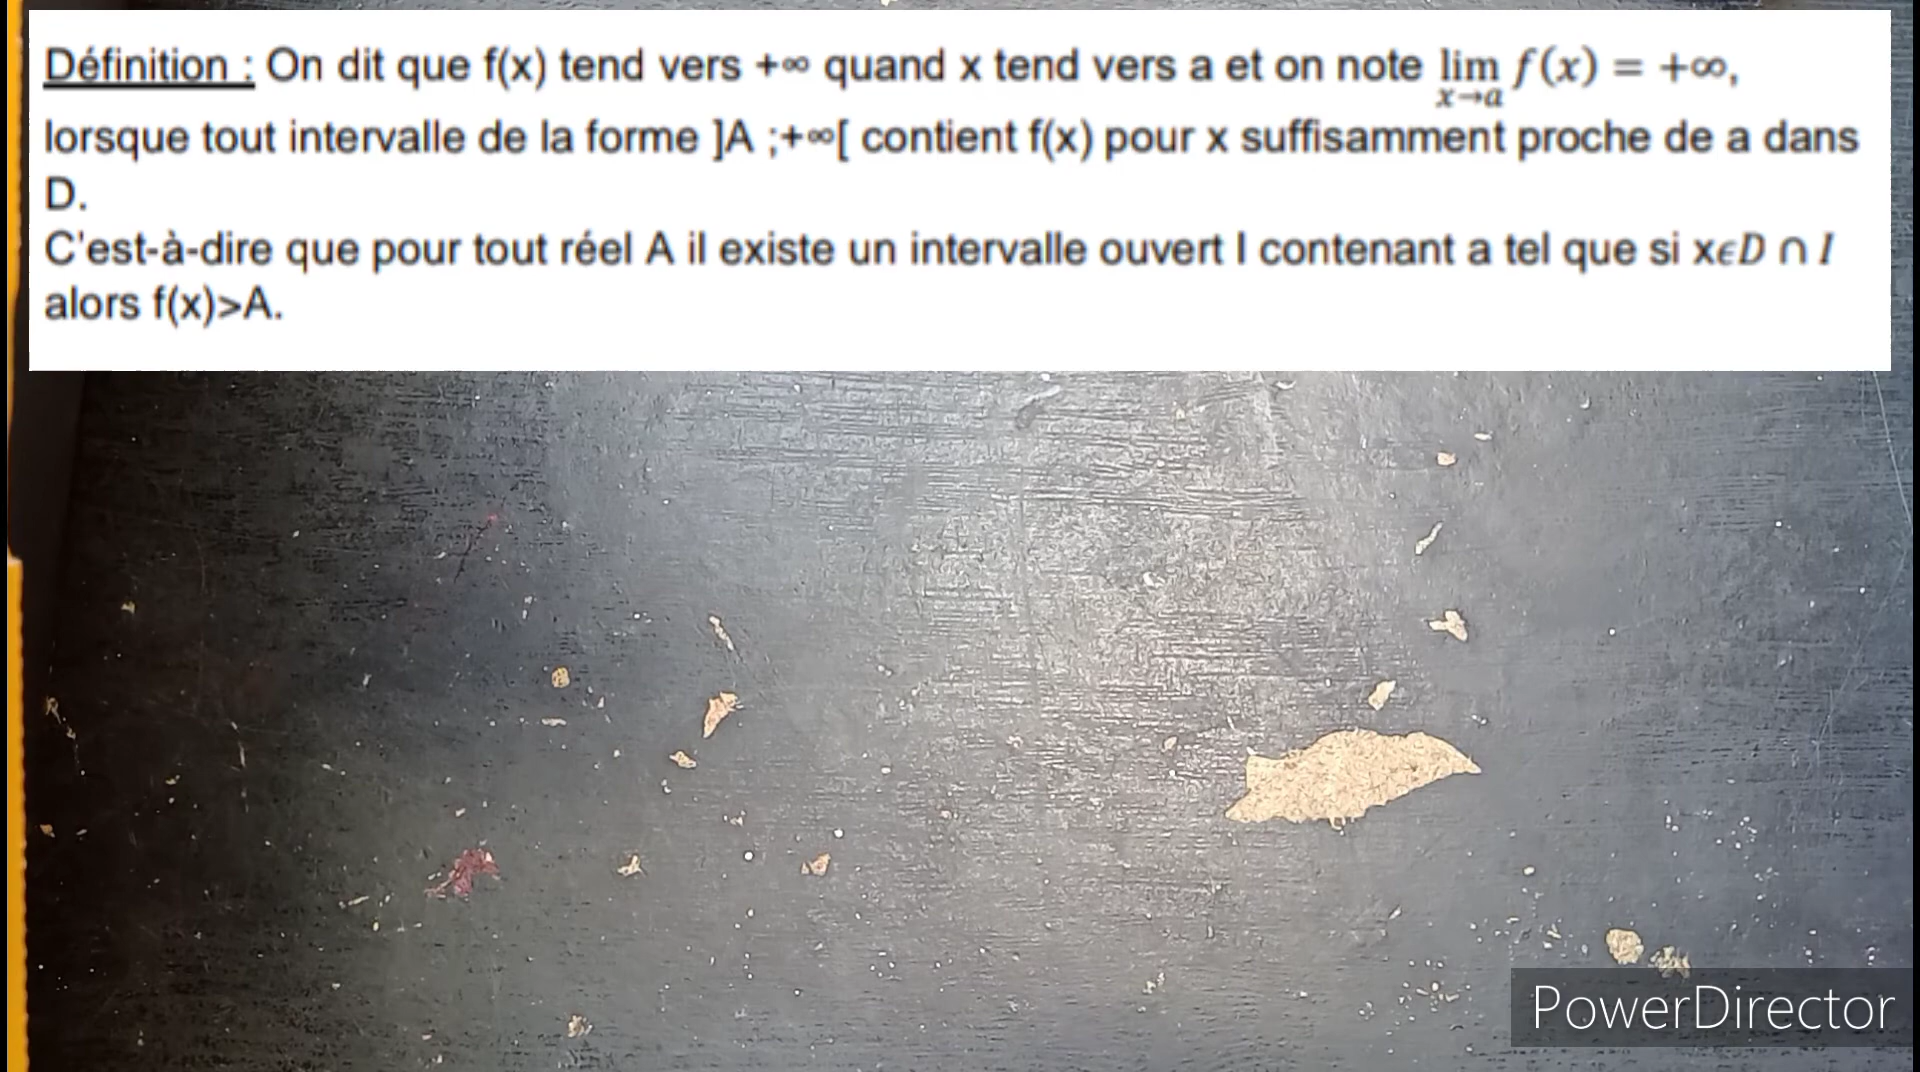 Définition : On dit que f(x) tend vers +∞ quand x tend vers a et on note lim f(x) = +∞,
x→a
lorsque tout intervalle de la forme ]A ;+∞[ contient f(x) pour x suffisamment proche de a dans
D.
C'est-à-dire que pour tout réel A il existe un intervalle ouvert I contenant a tel que si xϵD ∩ I
alors f(x)>A.
PowerDirector